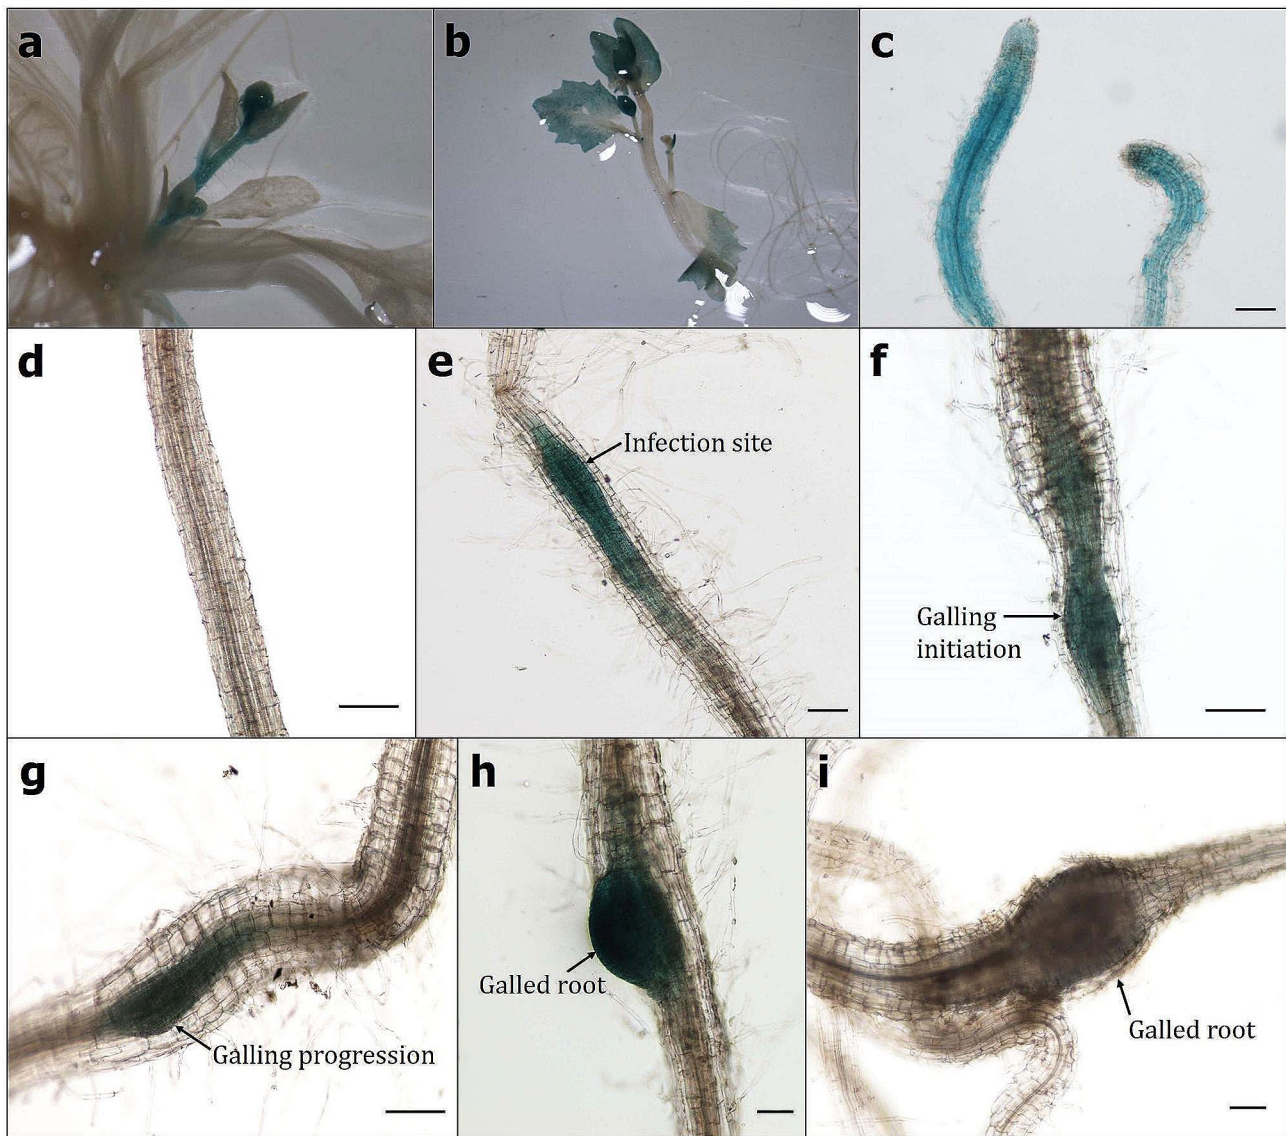 a
b
c
d
e
Infection site
f
Galling
initiation
g
Galling progression
h
Galled root
i
Galled root